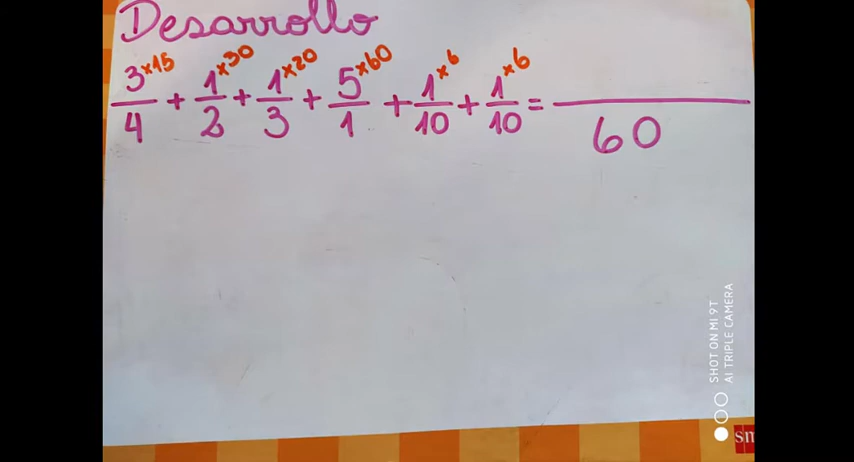 Desarrollo
3×15 + 1×30 + 1×20 + 5×60 + 1×6 + 1×6 =
4 2 3 1 10 10 60
SHOT ON MI 9T
AI TRIPLE CAMERA
sm